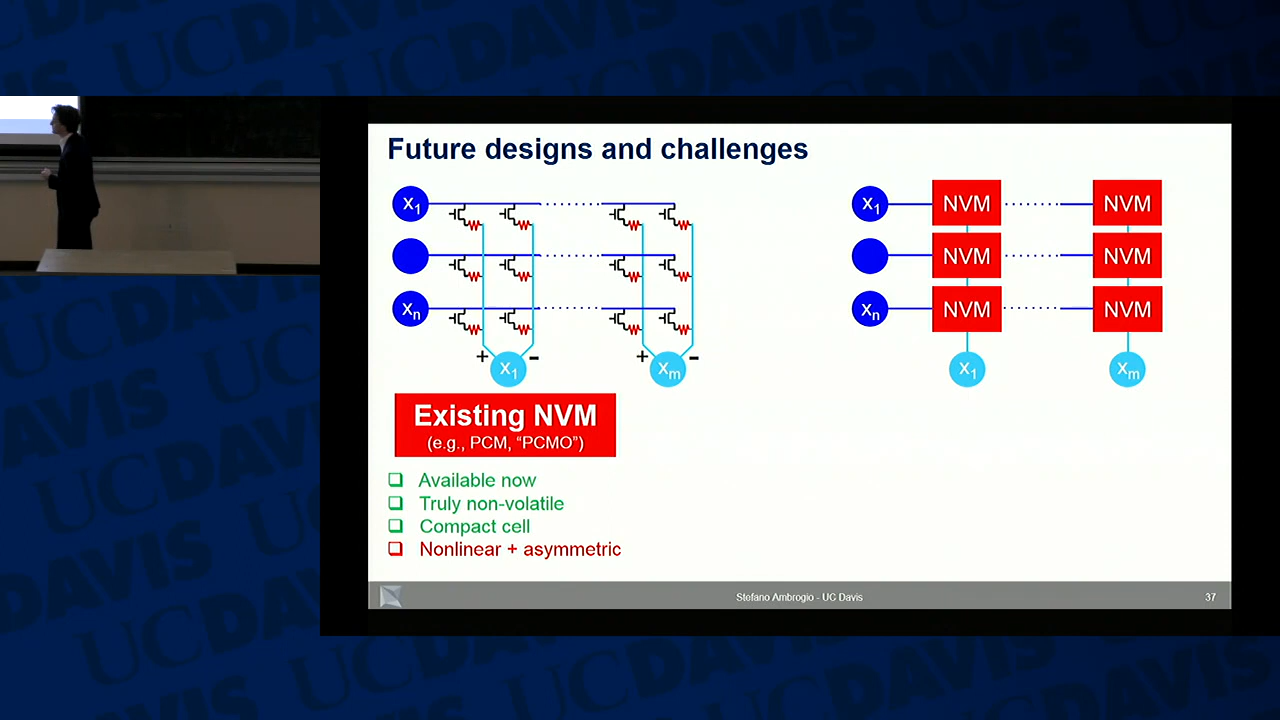 UC DAVIS
Future designs and challenges
x1
xn
+
-
x1
+
-
xm
x1
NVM
NVM
NVM
NVM
xn
NVM
NVM
x1
xm
Existing NVM
(e.g., PCM, “PCMO”)
Available now
Truly non-volatile
Compact cell
Nonlinear + asymmetric
Stefano Ambrogio - UC Davis
37